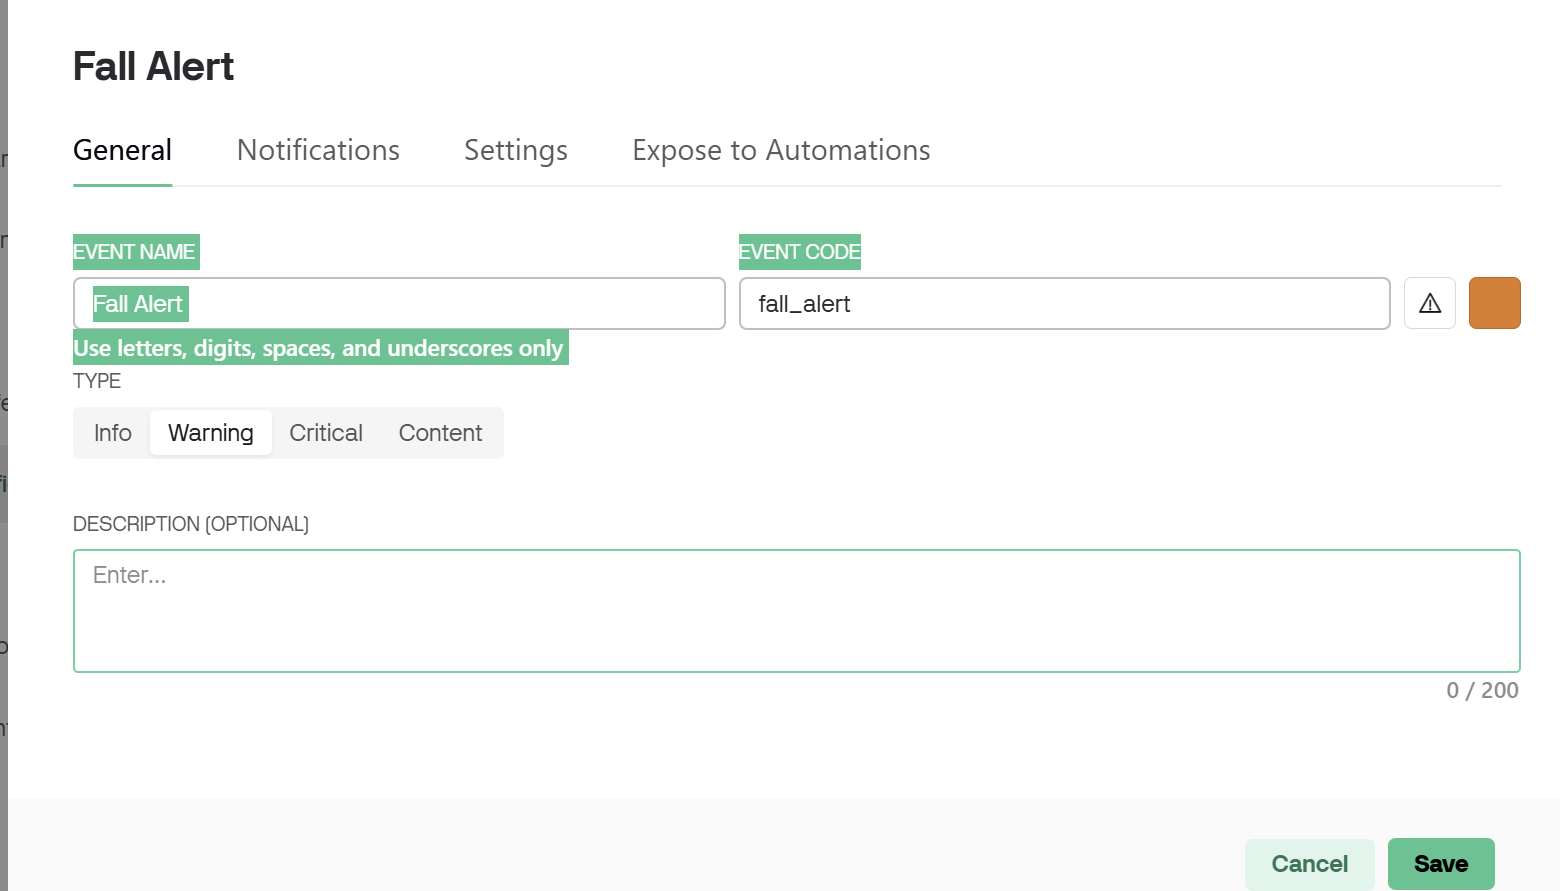 Fall Alert
General Notifications Settings Expose to Automations
EVENT NAME EVENT CODE
Fall Alert fall_alert
Use letters, digits, spaces, and underscores only
TYPE
Info Warning Critical Content
DESCRIPTION (OPTIONAL)
Enter...
0 / 200
Cancel Save